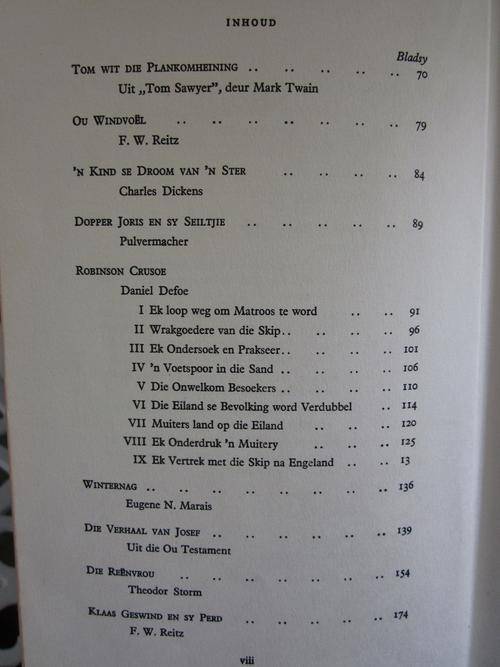 INHOUD
Bladsy
TOM WIT DIE PLANKOMHEINING .. .. .. .. .. 70
Uit „Tom Sawyer”, deur Mark Twain
OU WINDVOËL .. .. .. .. .. .. 79
F. W. Reitz
'N KIND SE DROOM VAN 'N STER .. .. .. .. 84
Charles Dickens
DOPPER JORIS EN SY SEILTJIE .. .. .. .. .. 89
Pulvermacher
ROBINSON CRUSOE
Daniel Defoe
I Ek loop weg om Matroos te word .. .. 91
II Wrakgoedere van die Skip.. .. .. .. 96
III Ek Ondersoek en Prakseer.. .. .. .. 101
IV 'n Voetspoor in die Sand .. .. .. .. 106
V Die Onwelkom Besoekers .. .. .. .. 110
VI Die Eiland se Bevolking word Verdubbel .. 114
VII Muiters land op die Eiland .. .. .. 120
VIII Ek Onderdruk 'n Muitery .. .. .. 125
IX Ek Vertrek met die Skip na Engeland .. .. 13
WINTERNAG .. .. .. .. .. .. .. .. 136
Eugene N. Marais
DIE VERHAAL VAN JOSEF .. .. .. .. .. .. 139
Uit die Ou Testament
DIE REËNVROU .. .. .. .. .. .. .. 154
Theodor Storm
KLAAS GESWIND EN SY PERD .. .. .. .. .. 174
F. W. Reitz
viii